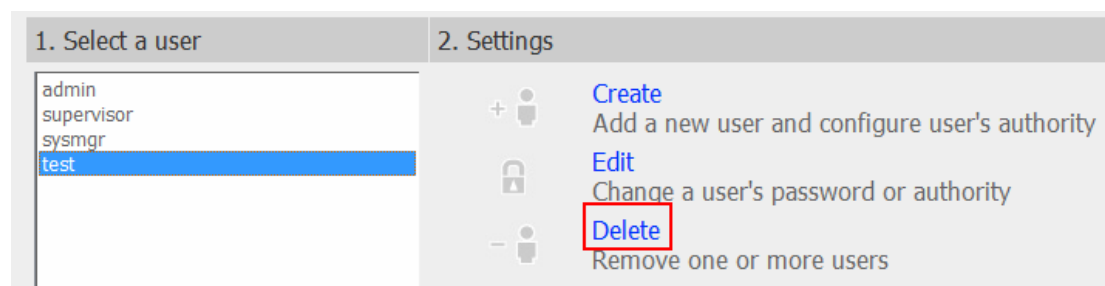 1. Select a user
2. Settings
admin
supervisor
sysmgr
test
Create
Add a new user and configure user's authority
Edit
Change a user's password or authority
Delete
Remove one or more users